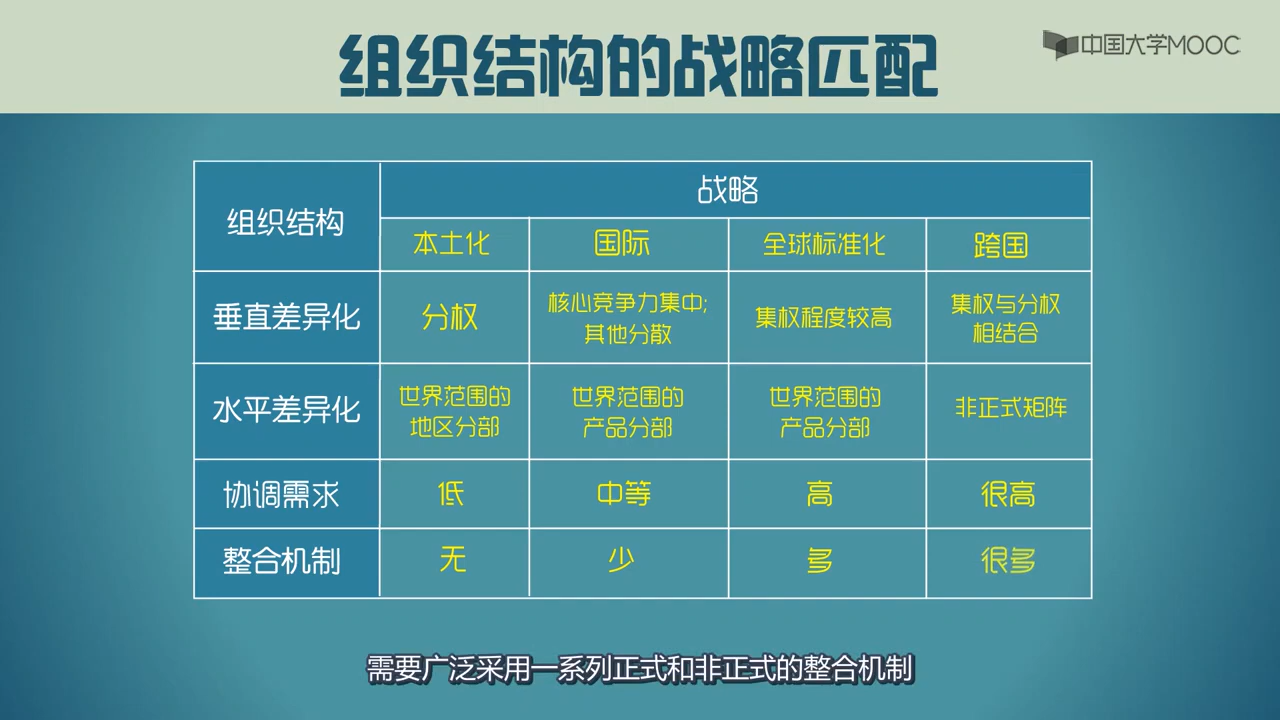 组织结构的战略匹配
中国大学MOOC
组织结构
战略
本土化
国际
全球标准化
跨国
垂直差异化
分权
核心竞争力集中;
其他分散
集权程度较高
集权与分权
相结合
水平差异化
世界范围的
地区分部
世界范围的
产品分部
世界范围的
产品分部
非正式矩阵
协调需求
低
中等
高
很高
整合机制
无
少
多
很多
需要广泛采用一系列正式和非正式的整合机制